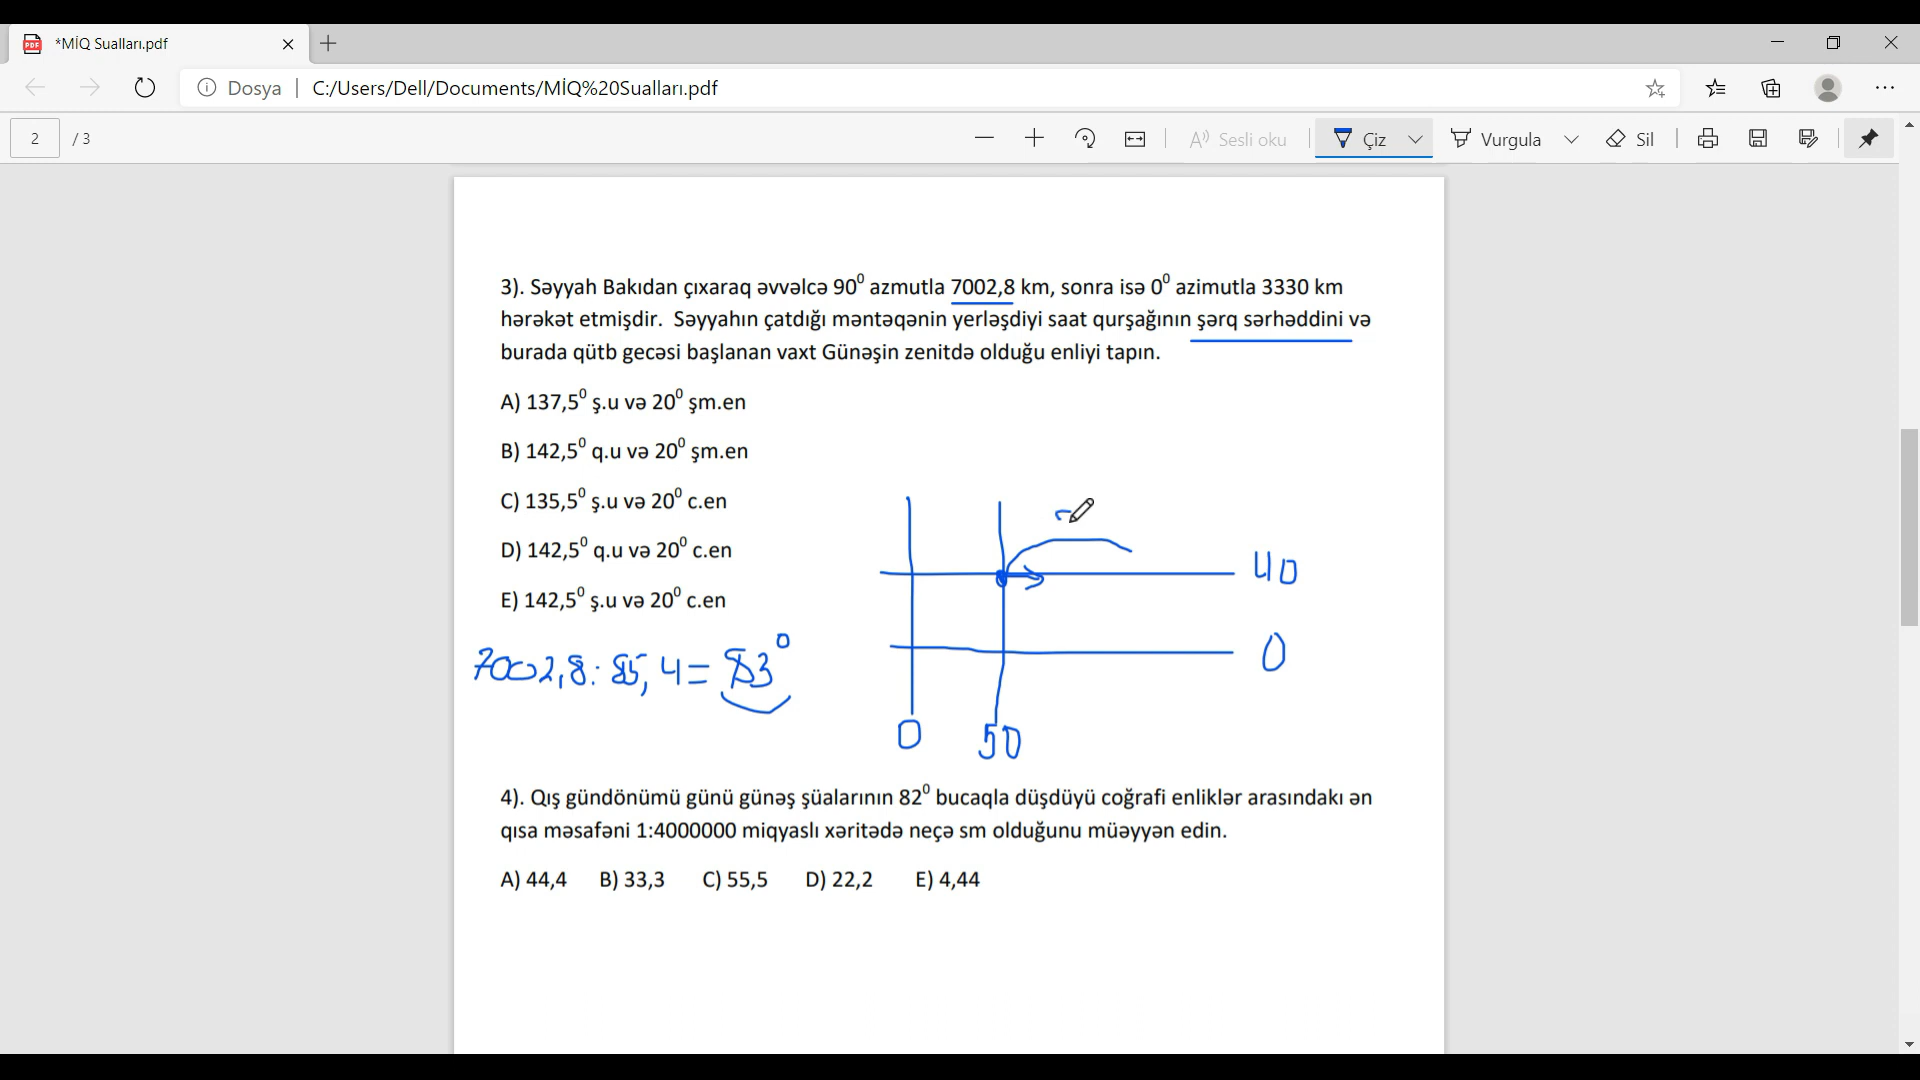 *MİQ Sualları.pdf
Dosya | C:/Users/Dell/Documents/MİQ%20Sualları.pdf
2 / 3 Sesli oku Çiz Vurgula Sil
3). Səyyah Bakıdan çıxaraq əvvəlcə 90⁰ azmutla 7002,8 km, sonra isə 0⁰ azimutla 3330 km
hərəkət etmişdir. Səyyahın çatdığı məntəqənin yerləşdiyi saat qurşağının şərq sərhəddini və
burada qütb gecəsi başlanan vaxt Günəşin zenitdə olduğu enliyi tapın.
A) 137,5⁰ ş.u və 20⁰ şm.en
B) 142,5⁰ q.u və 20⁰ şm.en
C) 135,5⁰ ş.u və 20⁰ c.en
D) 142,5⁰ q.u və 20⁰ c.en
E) 142,5⁰ ş.u və 20⁰ c.en
40
7002,8 : 85,4 =
0
0 50
4). Qış gündönümü günü günəş şüalarının 82⁰ bucaqla düşdüyü coğrafi enliklər arasındakı ən
qısa məsafəni 1:4000000 miqyaslı xəritədə neçə sm olduğunu müəyyən edin.
A) 44,4 B) 33,3 C) 55,5 D) 22,2 E) 4,44